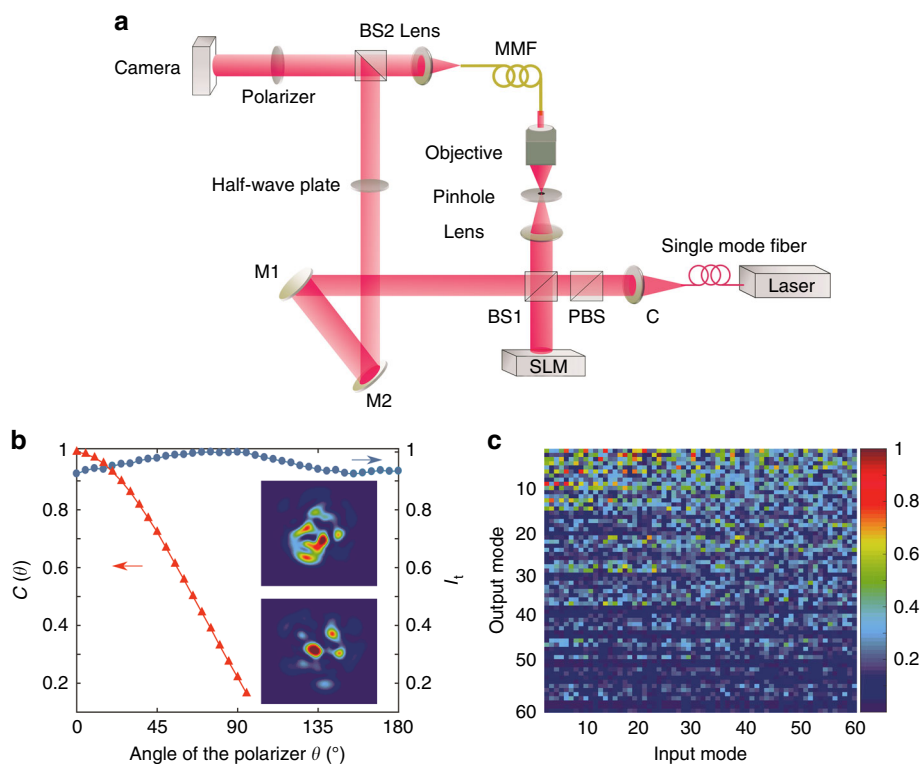 a
BS2 Lens
MMF
Camera
Polarizer
Objective
Half-wave plate
Pinhole
Lens
Single mode fiber
M1
Laser
BS1
PBS
C
SLM
M2
b
1
0.8
0.6
0.4
0.2
C (θ)
1
0.8
0.6
0.4
0.2
I_t
0
45
90
135
180
Angle of the polarizer θ (°)
c
10
20
30
40
50
60
Output mode
10
20
30
40
50
60
Input mode
1
0.8
0.6
0.4
0.2